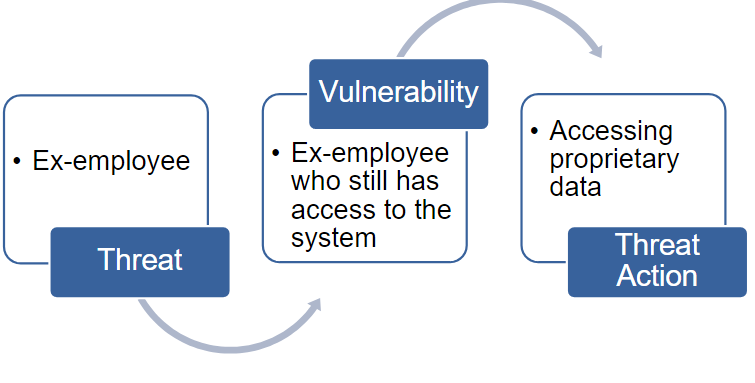 • Ex-employee
Threat
Vulnerability
• Ex-employee
who still has
access to the
system
• Accessing
proprietary
data
Threat
Action